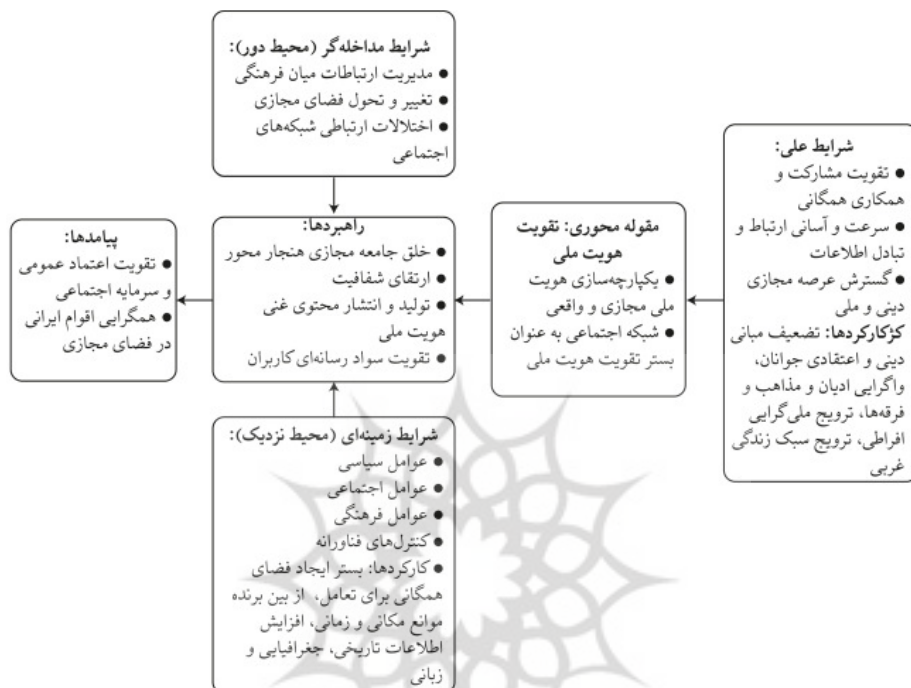 شرایط مداخله‌گر (محیط دور):
● مدیریت ارتباطات میان فرهنگی
● تغییر و تحول فضای مجازی
● اختلالات ارتباطی شبکه‌های
اجتماعی
شرایط علی:
● تقویت مشارکت و
همکاری همگانی
● سرعت و آسانی ارتباط و
تبادل اطلاعات
● گسترش عرصه مجازی
دینی و ملی
کژکارکردها: تضعیف مبانی
دینی و اعتقادی جوانان،
واگرایی ادیان و مذاهب و
فرقه‌ها، ترویج ملی‌گرایی
افراطی، ترویج سبک زندگی
غربی
مقوله محوری: تقویت
هویت ملی
● یکپارچه‌سازی هویت
ملی مجازی و واقعی
● شبکه اجتماعی به عنوان
بستر تقویت هویت ملی
راهبردها:
● خلق جامعه مجازی هنجار محور
● ارتقای شفافیت
● تولید و انتشار محتوی غنی
هویت ملی
● تقویت سواد رسانه‌ای کاربران
پیامدها:
● تقویت اعتماد عمومی
و سرمایه اجتماعی
● همگرایی اقوام ایرانی
در فضای مجازی
شرایط زمینه‌ای (محیط نزدیک):
● عوامل سیاسی
● عوامل اجتماعی
● عوامل فرهنگی
● کنترل‌های فناورانه
● کارکردها: بستر ایجاد فضای
همگانی برای تعامل، از بین برنده
موانع مکانی و زمانی، افزایش
اطلاعات تاریخی، جغرافیایی و
زبانی